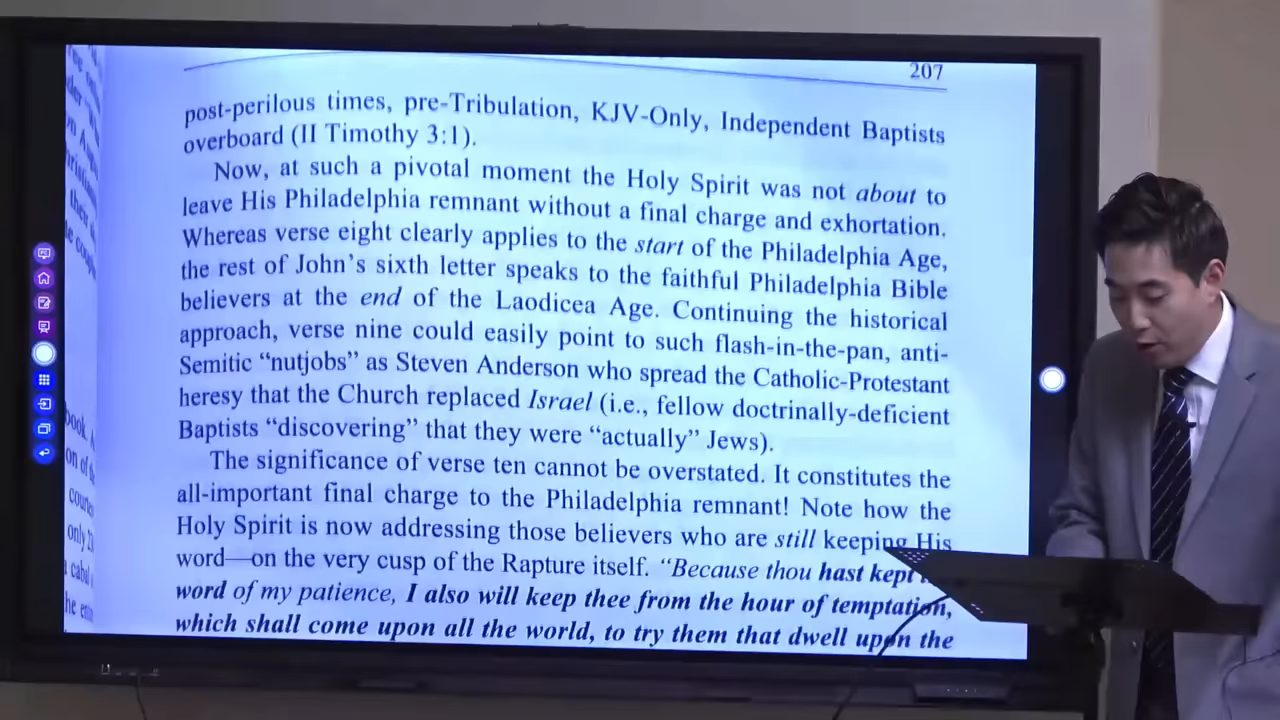 207
post-perilous times, pre-Tribulation, KJV-Only, Independent Baptists
overboard (II Timothy 3:1).
Now, at such a pivotal moment the Holy Spirit was not about to
leave His Philadelphia remnant without a final charge and exhortation.
Whereas verse eight clearly applies to the start of the Philadelphia Age,
the rest of John's sixth letter speaks to the faithful Philadelphia Bible
believers at the end of the Laodicea Age. Continuing the historical
approach, verse nine could easily point to such flash-in-the-pan, anti-
Semitic “nutjobs” as Steven Anderson who spread the Catholic-Protestant
heresy that the Church replaced Israel (i.e., fellow doctrinally-deficient
Baptists “discovering” that they were “actually” Jews).
The significance of verse ten cannot be overstated. It constitutes the
all-important final charge to the Philadelphia remnant! Note how the
Holy Spirit is now addressing those believers who are still keeping His
word—on the very cusp of the Rapture itself. “Because thou hast kept
word of my patience, I also will keep thee from the hour of temptation,
which shall come upon all the world, to try them that dwell upon the